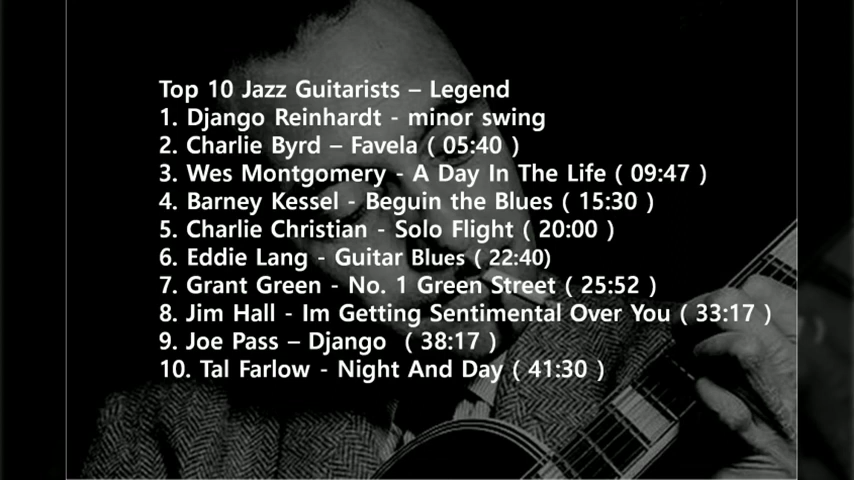 Top 10 Jazz Guitarists – Legend
1. Django Reinhardt - minor swing
2. Charlie Byrd – Favela ( 05:40 )
3. Wes Montgomery - A Day In The Life ( 09:47 )
4. Barney Kessel - Beguin the Blues ( 15:30 )
5. Charlie Christian - Solo Flight ( 20:00 )
6. Eddie Lang - Guitar Blues ( 22:40)
7. Grant Green - No. 1 Green Street ( 25:52 )
8. Jim Hall - Im Getting Sentimental Over You ( 33:17 )
9. Joe Pass – Django ( 38:17 )
10. Tal Farlow - Night And Day ( 41:30 )